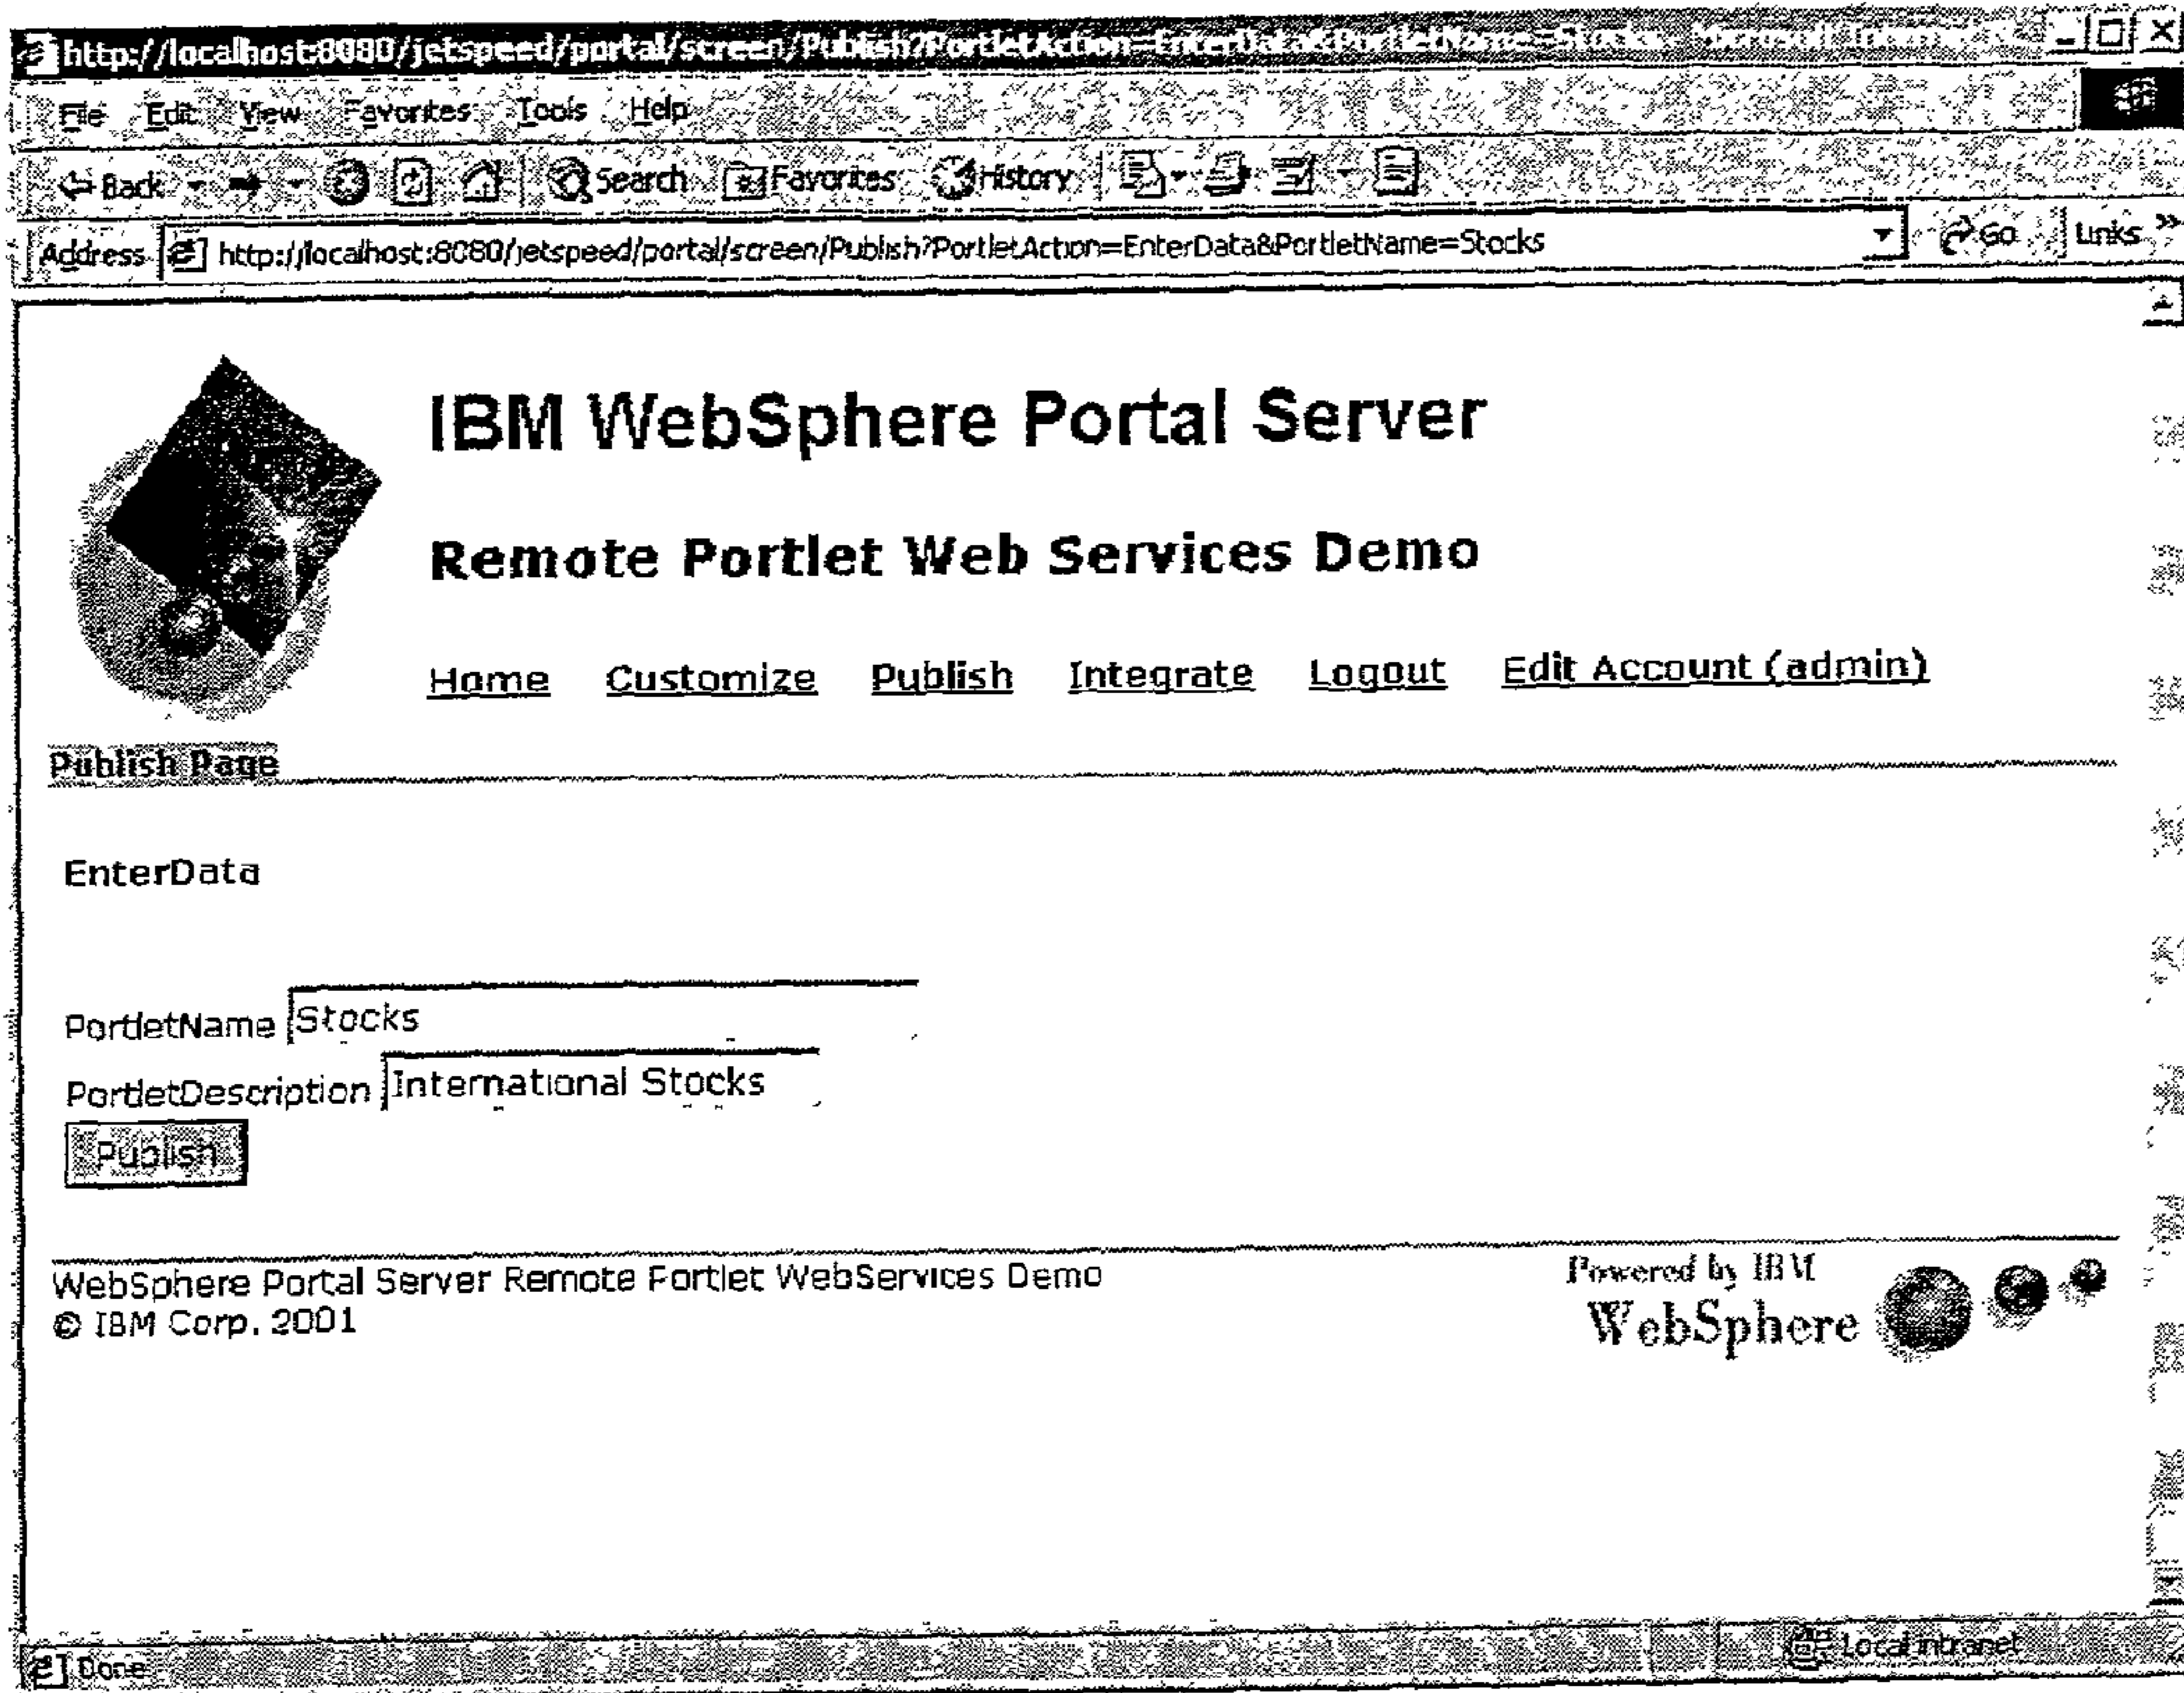 http://localhost:8080/jetspeed/portal/screen/Publish?PortletAction=EnterData&PortletName=Stocks - Microsoft
File Edit View Favorites Tools Help
Back Search Favorites History
Address http://localhost:8080/jetspeed/portal/screen/Publish?PortletAction=EnterData&PortletName=Stocks Go Links »
IBM WebSphere Portal Server
Remote Portlet Web Services Demo
Home Customize Publish Integrate Logout Edit Account (admin)
Publish Page
EnterData
PortletName Stocks
PortletDescription International Stocks
Publish
WebSphere Portal Server Remote Portlet WebServices Demo
© IBM Corp. 2001
Powered by IBM
WebSphere
Done Local intranet